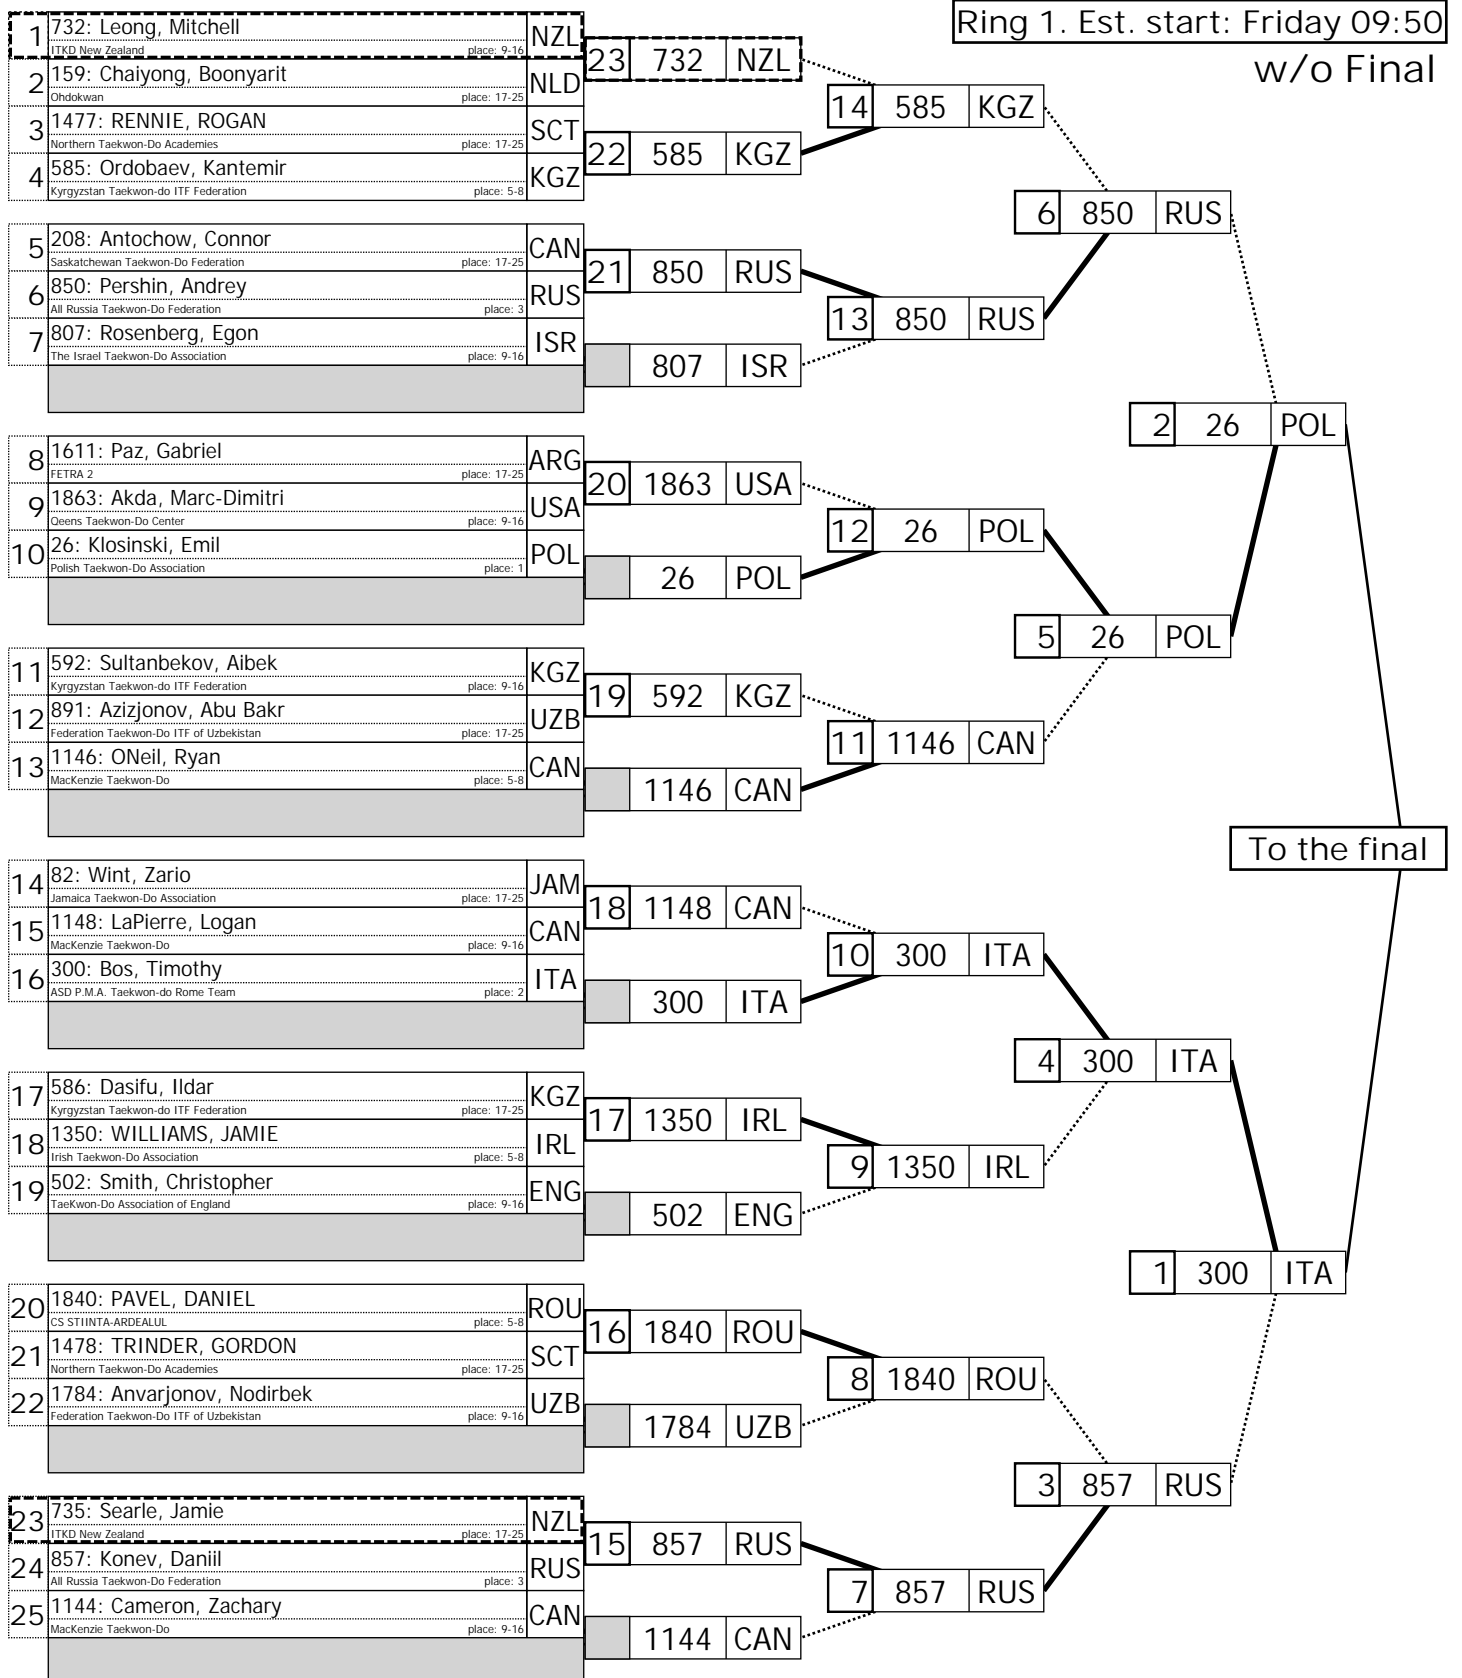 Ring 1. Est. start: Friday 09:50
w/o Final
1 732: Leong, Mitchell NZL
ITKD New Zealand place: 9-16
2 159: Chaiyong, Boonyarit NLD
Ohdokwan place: 17-25
3 1477: RENNIE, ROGAN SCT
Northern Taekwon-Do Academies place: 17-25
4 585: Ordobaev, Kantemir KGZ
Kyrgyzstan Taekwon-do ITF Federation place: 5-8
5 208: Antochow, Connor CAN
Saskatchewan Taekwon-Do Federation place: 17-25
6 850: Pershin, Andrey RUS
All Russia Taekwon-Do Federation place: 3
7 807: Rosenberg, Egon ISR
The Israel Taekwon-Do Association place: 9-16
8 1611: Paz, Gabriel ARG
FETRA 2 place: 17-25
9 1863: Akda, Marc-Dimitri USA
Qeens Taekwon-Do Center place: 9-16
10 26: Klosinski, Emil POL
Polish Taekwon-Do Association place: 1
11 592: Sultanbekov, Aibek KGZ
Kyrgyzstan Taekwon-do ITF Federation place: 9-16
12 891: Azizjonov, Abu Bakr UZB
Federation Taekwon-Do ITF of Uzbekistan place: 17-25
13 1146: ONeil, Ryan CAN
MacKenzie Taekwon-Do place: 5-8
14 82: Wint, Zario JAM
Jamaica Taekwon-Do Association place: 17-25
15 1148: LaPierre, Logan CAN
MacKenzie Taekwon-Do place: 9-16
16 300: Bos, Timothy ITA
ASD P.M.A. Taekwon-do Rome Team place: 2
17 586: Dasifu, Ildar KGZ
Kyrgyzstan Taekwon-do ITF Federation place: 17-25
18 1350: WILLIAMS, JAMIE IRL
Irish Taekwon-Do Association place: 5-8
19 502: Smith, Christopher ENG
TaeKwon-Do Association of England place: 9-16
20 1840: PAVEL, DANIEL ROU
CS STIINTA-ARDEALUL place: 5-8
21 1478: TRINDER, GORDON SCT
Northern Taekwon-Do Academies place: 17-25
22 1784: Anvarjonov, Nodirbek UZB
Federation Taekwon-Do ITF of Uzbekistan place: 9-16
23 735: Searle, Jamie NZL
ITKD New Zealand place: 17-25
24 857: Konev, Daniil RUS
All Russia Taekwon-Do Federation place: 3
25 1144: Cameron, Zachary CAN
MacKenzie Taekwon-Do place: 9-16
23 732 NZL
22 585 KGZ
21 850 RUS
807 ISR
20 1863 USA
26 POL
19 592 KGZ
1146 CAN
18 1148 CAN
300 ITA
17 1350 IRL
502 ENG
16 1840 ROU
1784 UZB
15 857 RUS
1144 CAN
14 585 KGZ
13 850 RUS
12 26 POL
11 1146 CAN
10 300 ITA
9 1350 IRL
8 1840 ROU
7 857 RUS
6 850 RUS
5 26 POL
4 300 ITA
3 857 RUS
2 26 POL
1 300 ITA
To the final